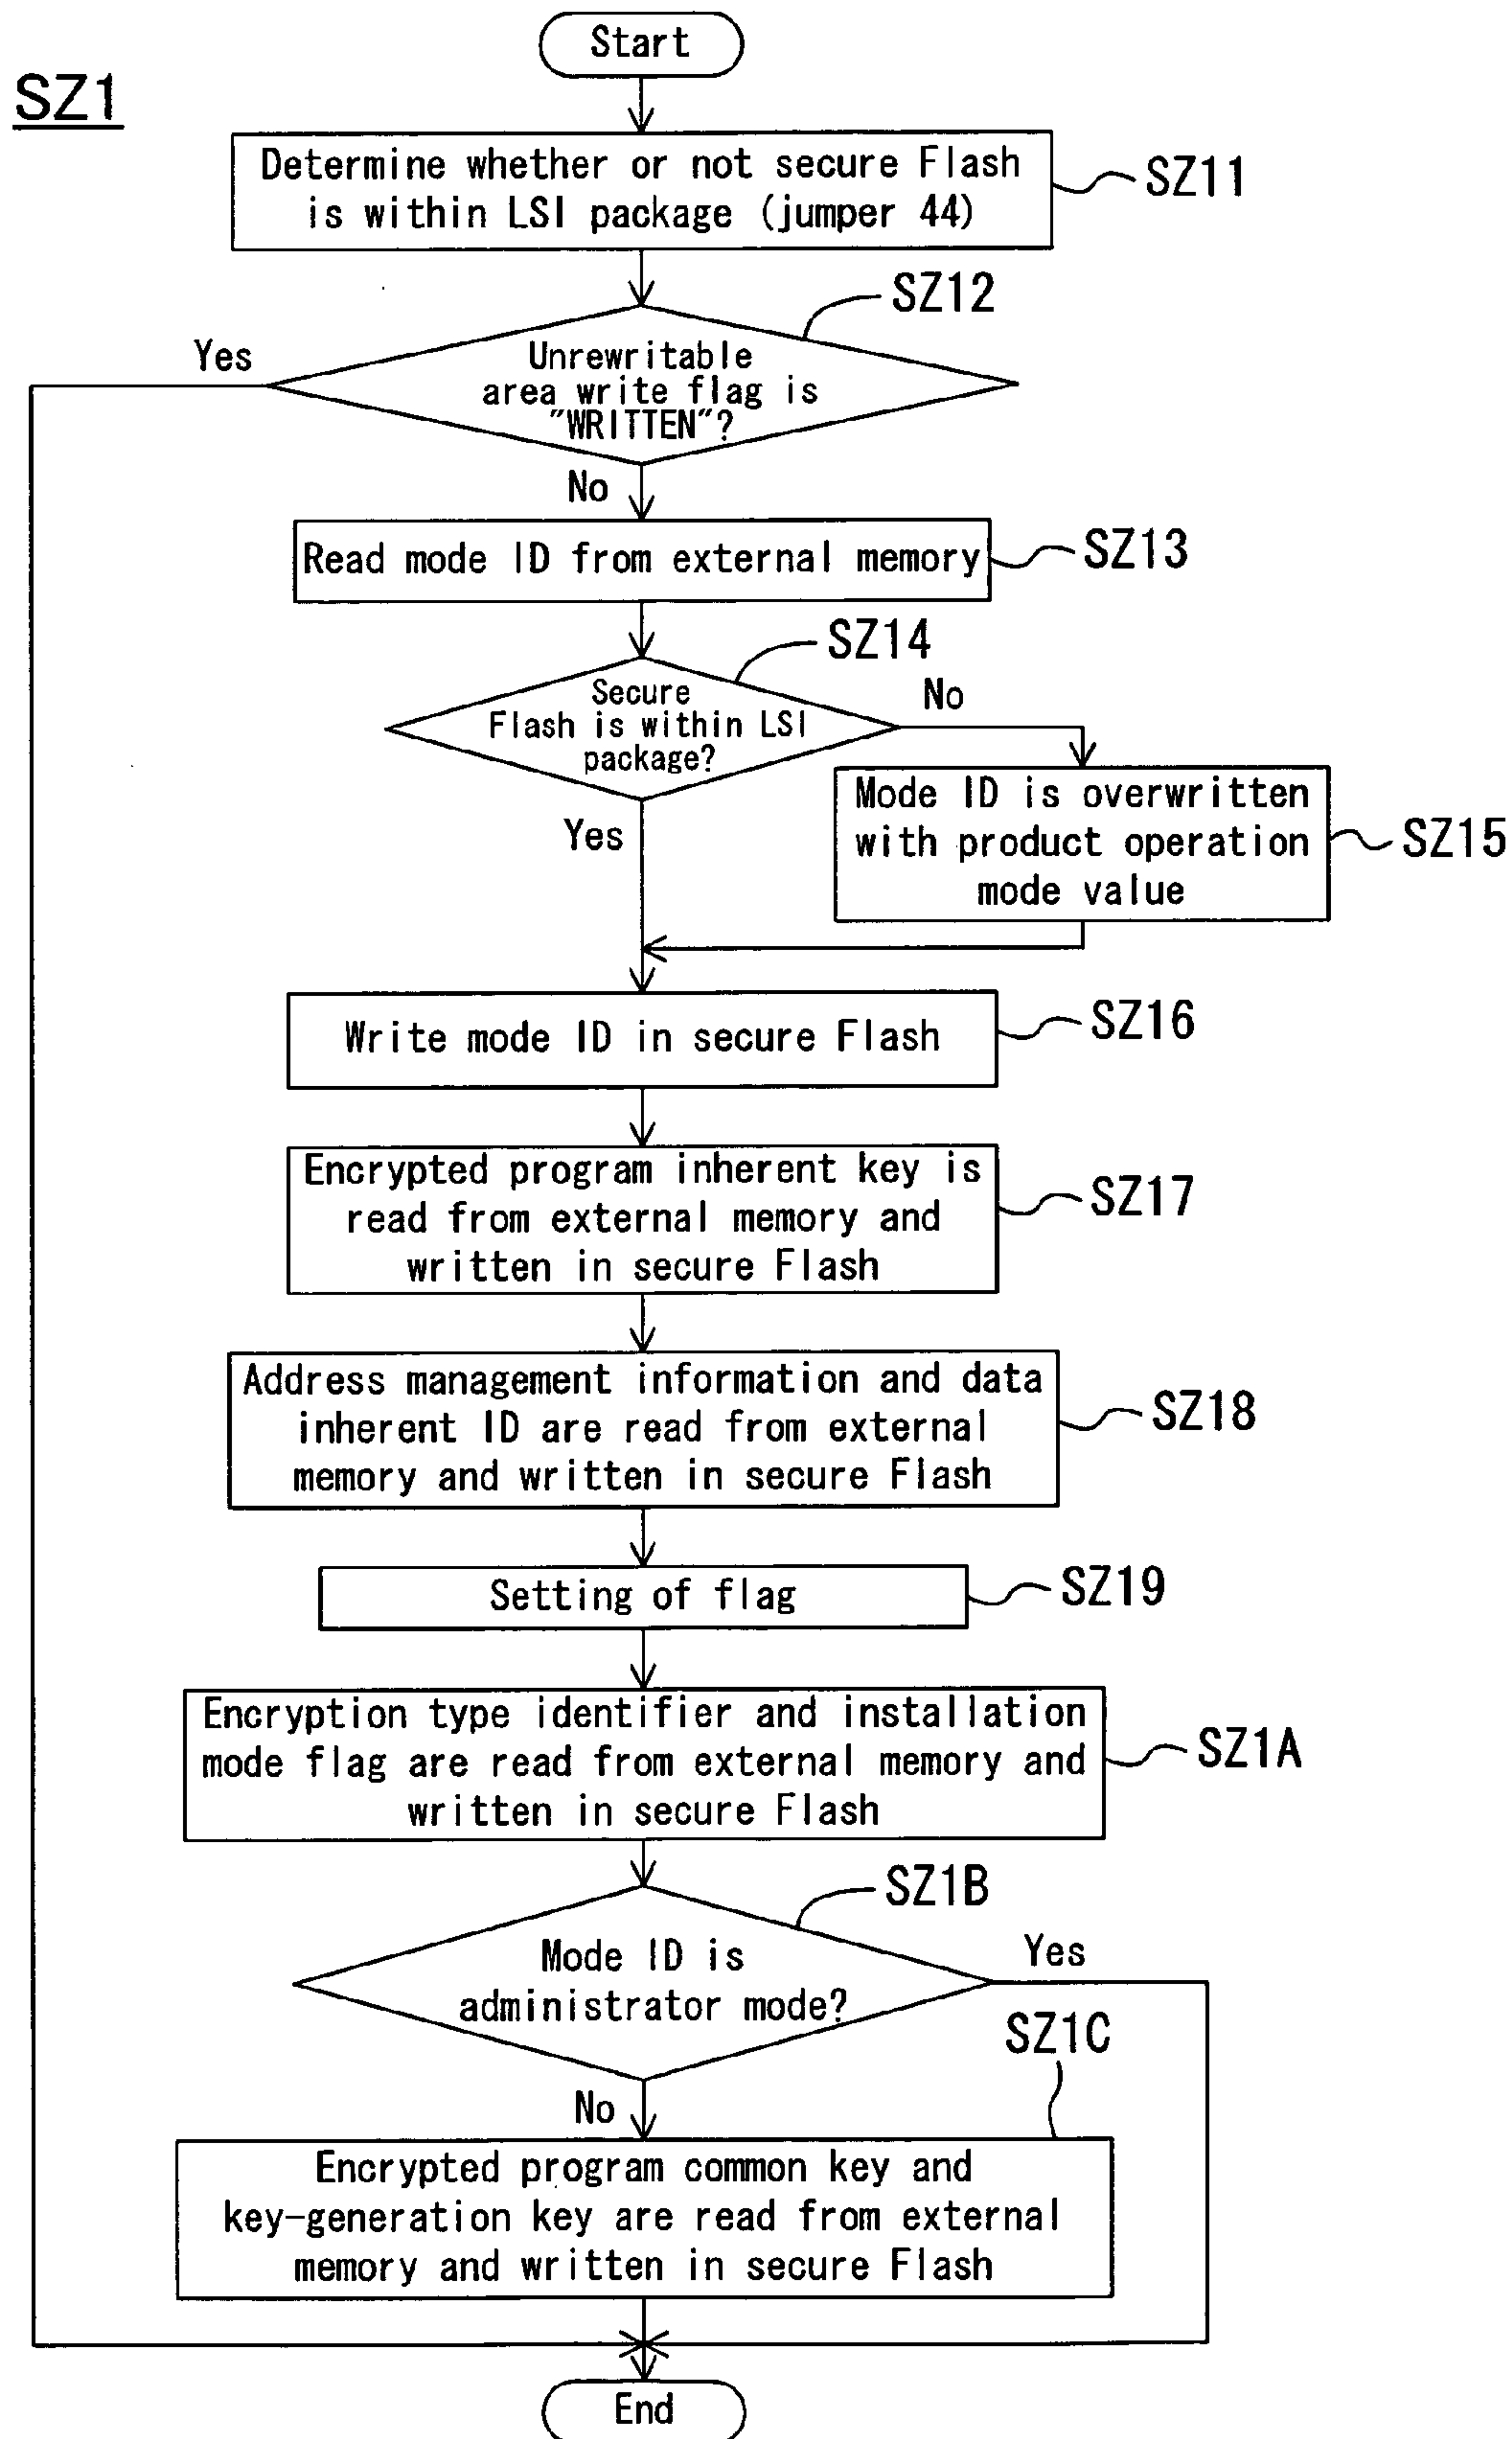 Start
SZ1
Determine whether or not secure Flash
is within LSI package (jumper 44)
SZ11
SZ12
Yes
Unrewritable
area write flag is
"WRITTEN"?
No
Read mode ID from external memory
SZ13
SZ14
Secure
Flash is within LSI
package?
No
Yes
Mode ID is overwritten
with product operation
mode value
SZ15
Write mode ID in secure Flash
SZ16
Encrypted program inherent key is
read from external memory and
written in secure Flash
SZ17
Address management information and data
inherent ID are read from external
memory and written in secure Flash
SZ18
Setting of flag
SZ19
Encryption type identifier and installation
mode flag are read from external memory and
written in secure Flash
SZ1A
SZ1B
Mode ID is
administrator mode?
Yes
No
SZ1C
Encrypted program common key and
key-generation key are read from external
memory and written in secure Flash
End